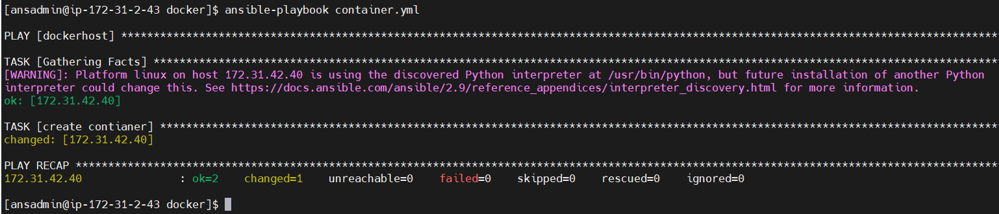 [ansadmin@ip-172-31-2-43 docker]$ ansible-playbook container.yml
PLAY [dockerhost] ***************************************************************************************************************************************
TASK [Gathering Facts] **********************************************************************************************************************************
[WARNING]: Platform linux on host 172.31.42.40 is using the discovered Python interpreter at /usr/bin/python, but future installation of another Python
interpreter could change this. See https://docs.ansible.com/ansible/2.9/reference_appendices/interpreter_discovery.html for more information.
ok: [172.31.42.40]
TASK [create contianer] *********************************************************************************************************************************
changed: [172.31.42.40]
PLAY RECAP **********************************************************************************************************************************************
172.31.42.40               : ok=2    changed=1    unreachable=0    failed=0    skipped=0    rescued=0    ignored=0
[ansadmin@ip-172-31-2-43 docker]$